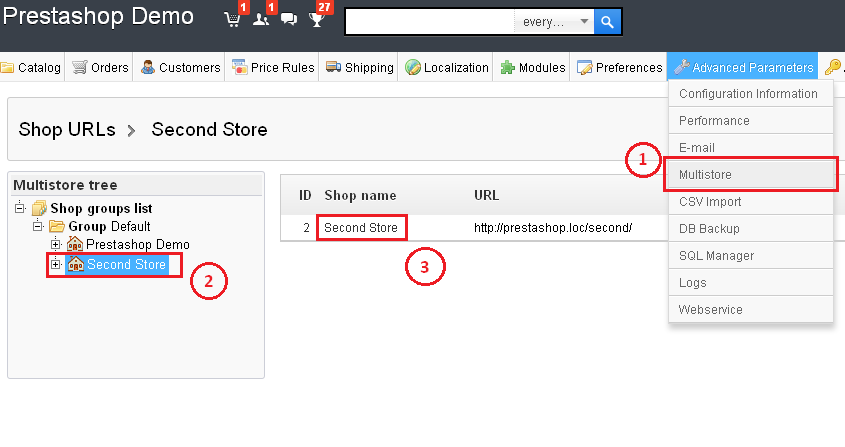 Prestashop Demo
1 1 27
every...
Catalog Orders Customers Price Rules Shipping Localization Modules Preferences Advanced Parameters
Configuration Information
Performance
E-mail
1 Multistore
CSV Import
DB Backup
SQL Manager
Logs
Webservice
Shop URLs > Second Store
Multistore tree
Shop groups list
Group Default
Prestashop Demo
Second Store
2
ID Shop name URL
2 Second Store http://prestashop.loc/second/
3